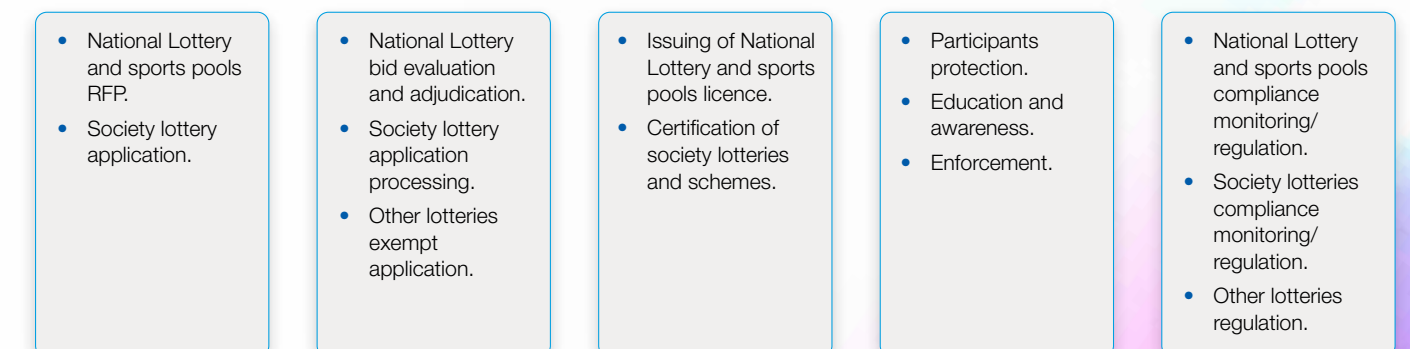 • National Lottery
and sports pools
RFP.
• Society lottery
application.
• National Lottery
bid evaluation
and adjudication.
• Society lottery
application
processing.
• Other lotteries
exempt
application.
• Issuing of National
Lottery and sports
pools licence.
• Certification of
society lotteries
and schemes.
• Participants
protection.
• Education and
awareness.
• Enforcement.
• National Lottery
and sports pools
compliance
monitoring/
regulation.
• Society lotteries
compliance
monitoring/
regulation.
• Other lotteries
regulation.